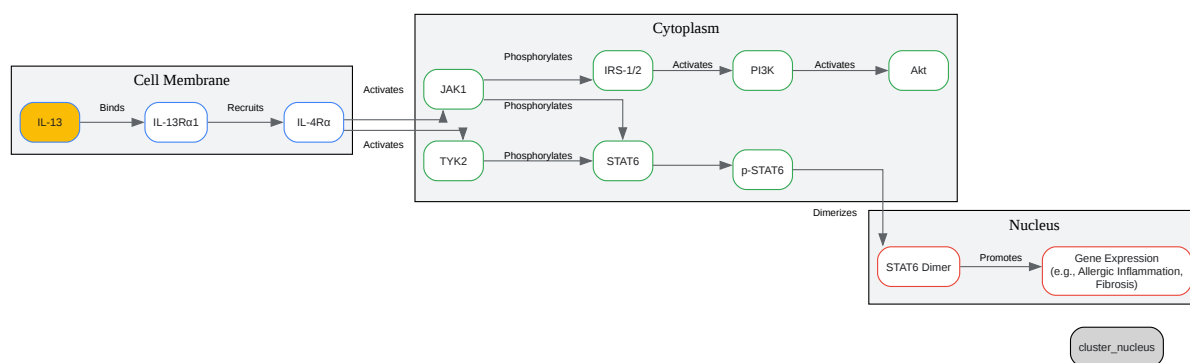 Cytoplasm
Phosphorylates
IRS-1/2
Activates
PI3K
Activates
Akt
Cell Membrane
Activates
JAK1
Phosphorylates
IL-13
Binds
IL-13Rα1
Recruits
IL-4Rα
Activates
TYK2
Phosphorylates
STAT6
p-STAT6
Dimerizes
Nucleus
STAT6 Dimer
Promotes
Gene Expression
(e.g., Allergic Inflammation,
Fibrosis)
cluster_nucleus